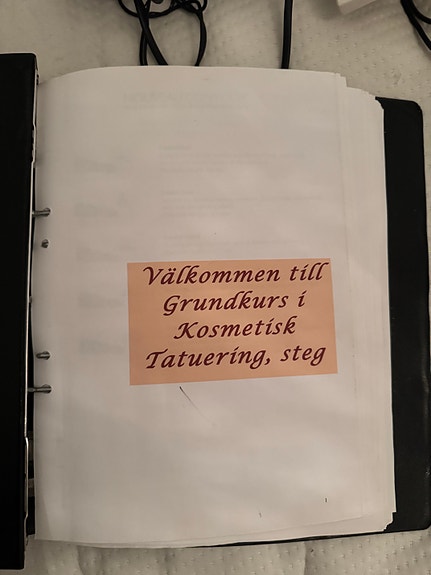 Välkommen till
Grundkurs i
Kosmetisk
Tatuering, steg